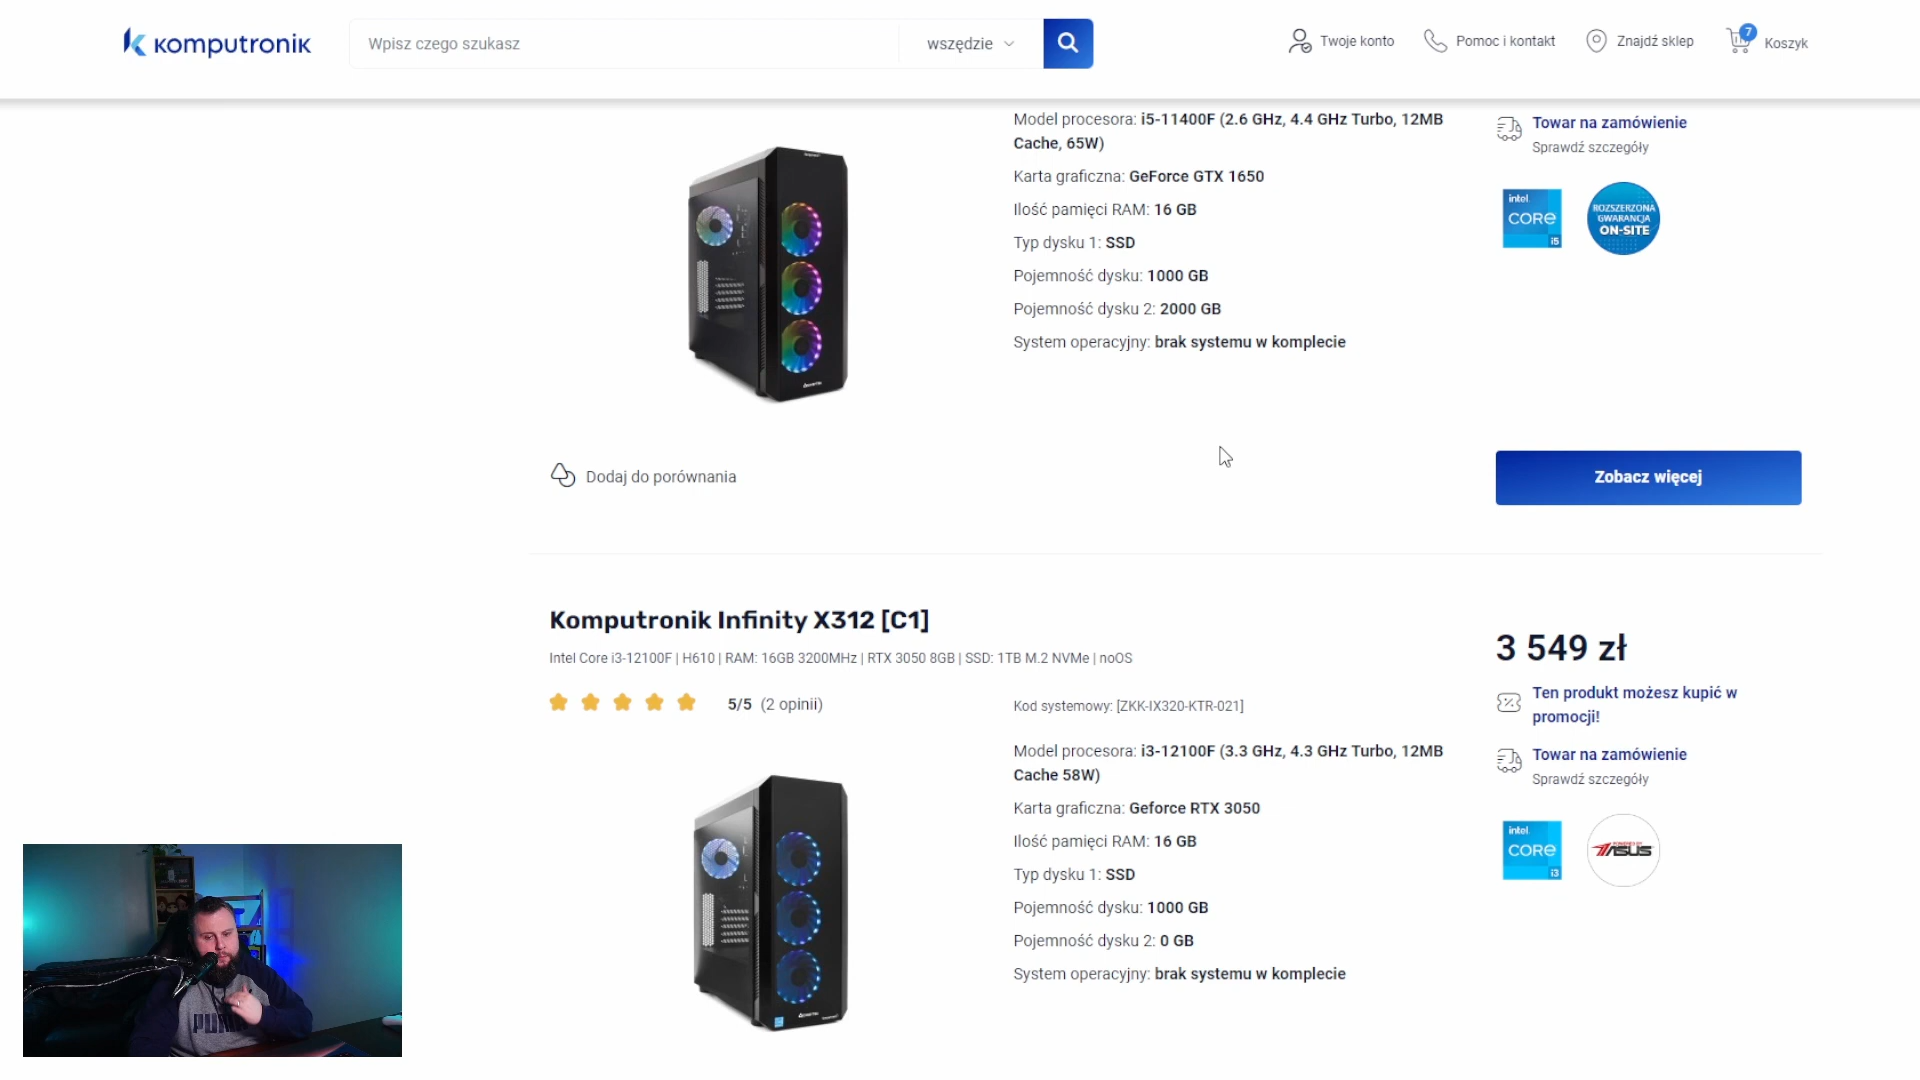 komputronik
Wpisz czego szukasz
wszędzie
Twoje konto
Pomoc i kontakt
Znajdź sklep
7
Koszyk
Model procesora: i5-11400F (2.6 GHz, 4.4 GHz Turbo, 12MB
Cache, 65W)
Karta graficzna: GeForce GTX 1650
Ilość pamięci RAM: 16 GB
Typ dysku 1: SSD
Pojemność dysku: 1000 GB
Pojemność dysku 2: 2000 GB
System operacyjny: brak systemu w komplecie
Towar na zamówienie
Sprawdź szczegóły
intel
CORE
i5
ROZSZERZONA
GWARANCJA
ON-SITE
Dodaj do porównania
Zobacz więcej
Komputronik Infinity X312 [C1]
Intel Core i3-12100F | H610 | RAM: 16GB 3200MHz | RTX 3050 8GB | SSD: 1TB M.2 NVMe | noOS
5/5 (2 opinii)
Kod systemowy: [ZKK-IX320-KTR-021]
Model procesora: i3-12100F (3.3 GHz, 4.3 GHz Turbo, 12MB
Cache 58W)
Karta graficzna: Geforce RTX 3050
Ilość pamięci RAM: 16 GB
Typ dysku 1: SSD
Pojemność dysku: 1000 GB
Pojemność dysku 2: 0 GB
System operacyjny: brak systemu w komplecie
3 549 zł
Ten produkt możesz kupić w
promocji!
Towar na zamówienie
Sprawdź szczegóły
intel
CORE
i3
POWERED BY
ASUS
PUMA